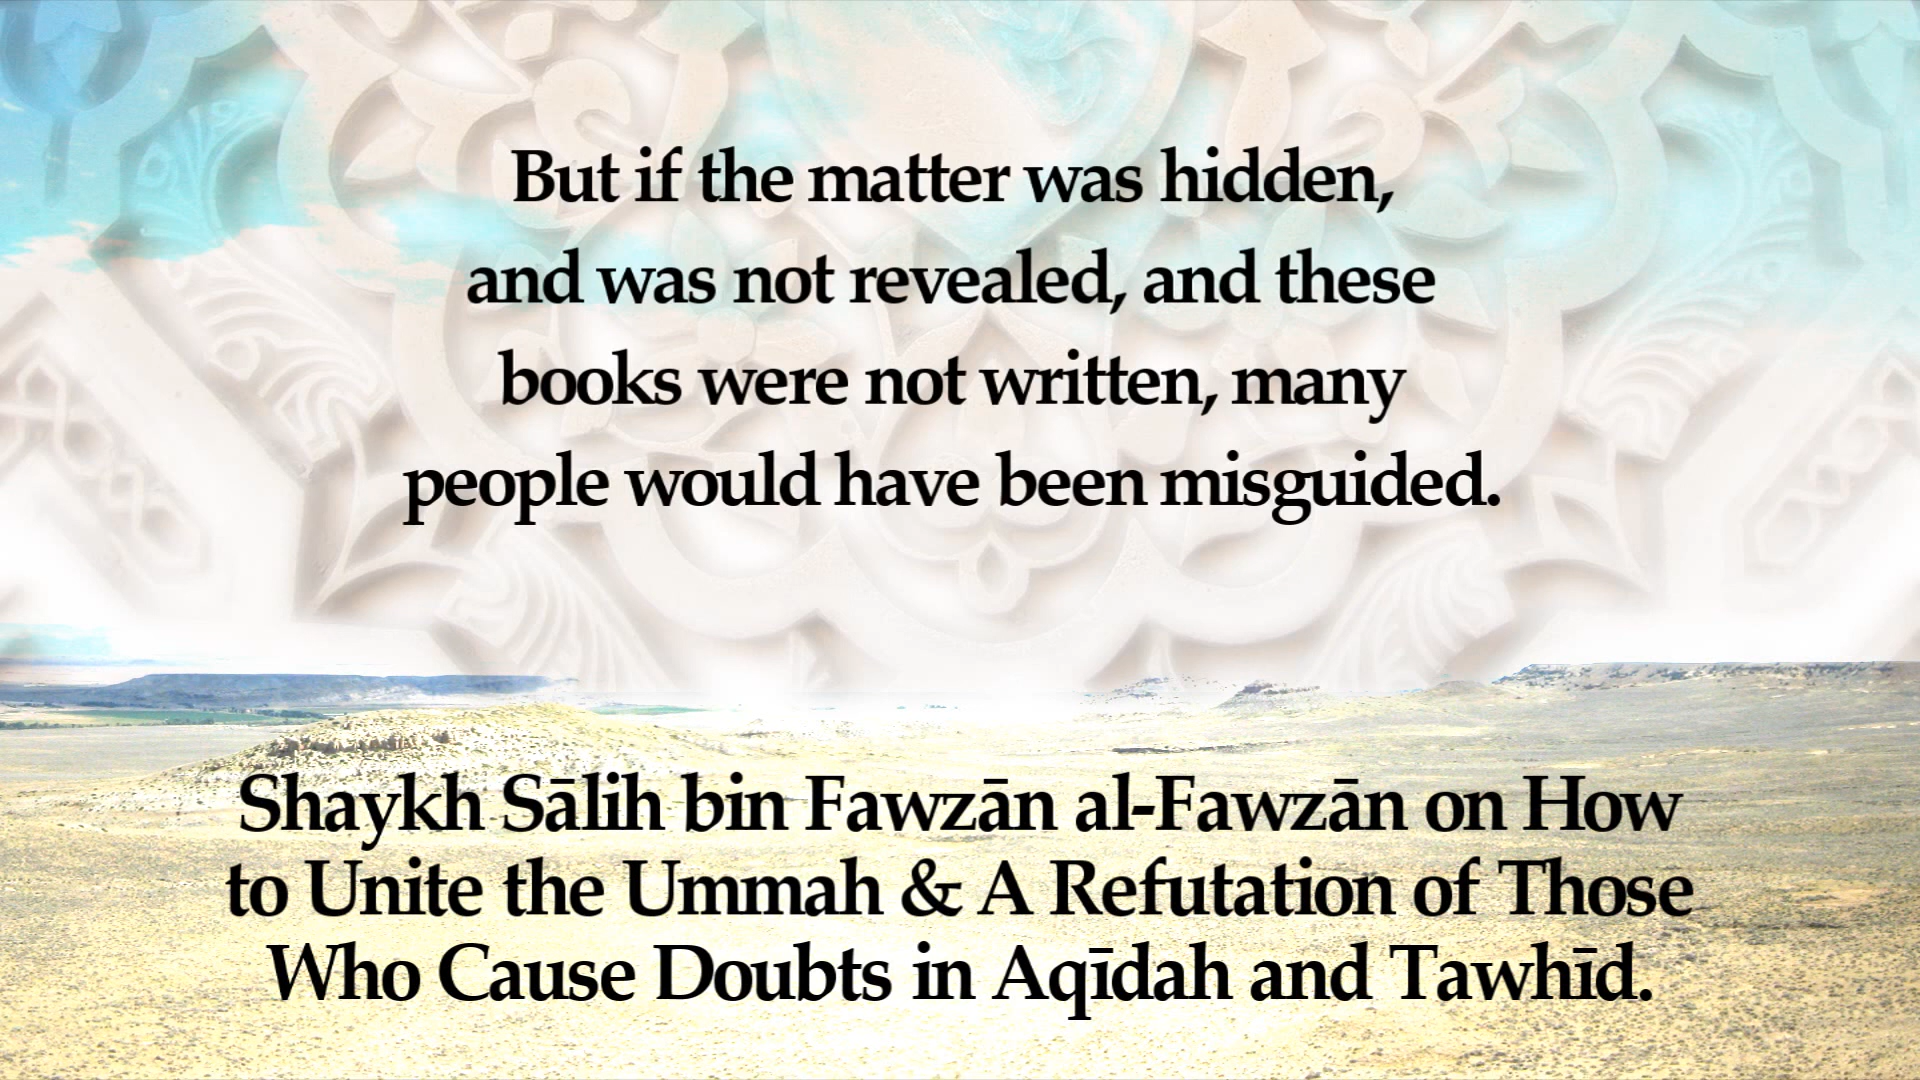 But if the matter was hidden,
and was not revealed, and these
books were not written, many
people would have been misguided.
Shaykh Sālih bin Fawzān al-Fawzān on How
to Unite the Ummah & A Refutation of Those
Who Cause Doubts in Aqīdah and Tawhīd.